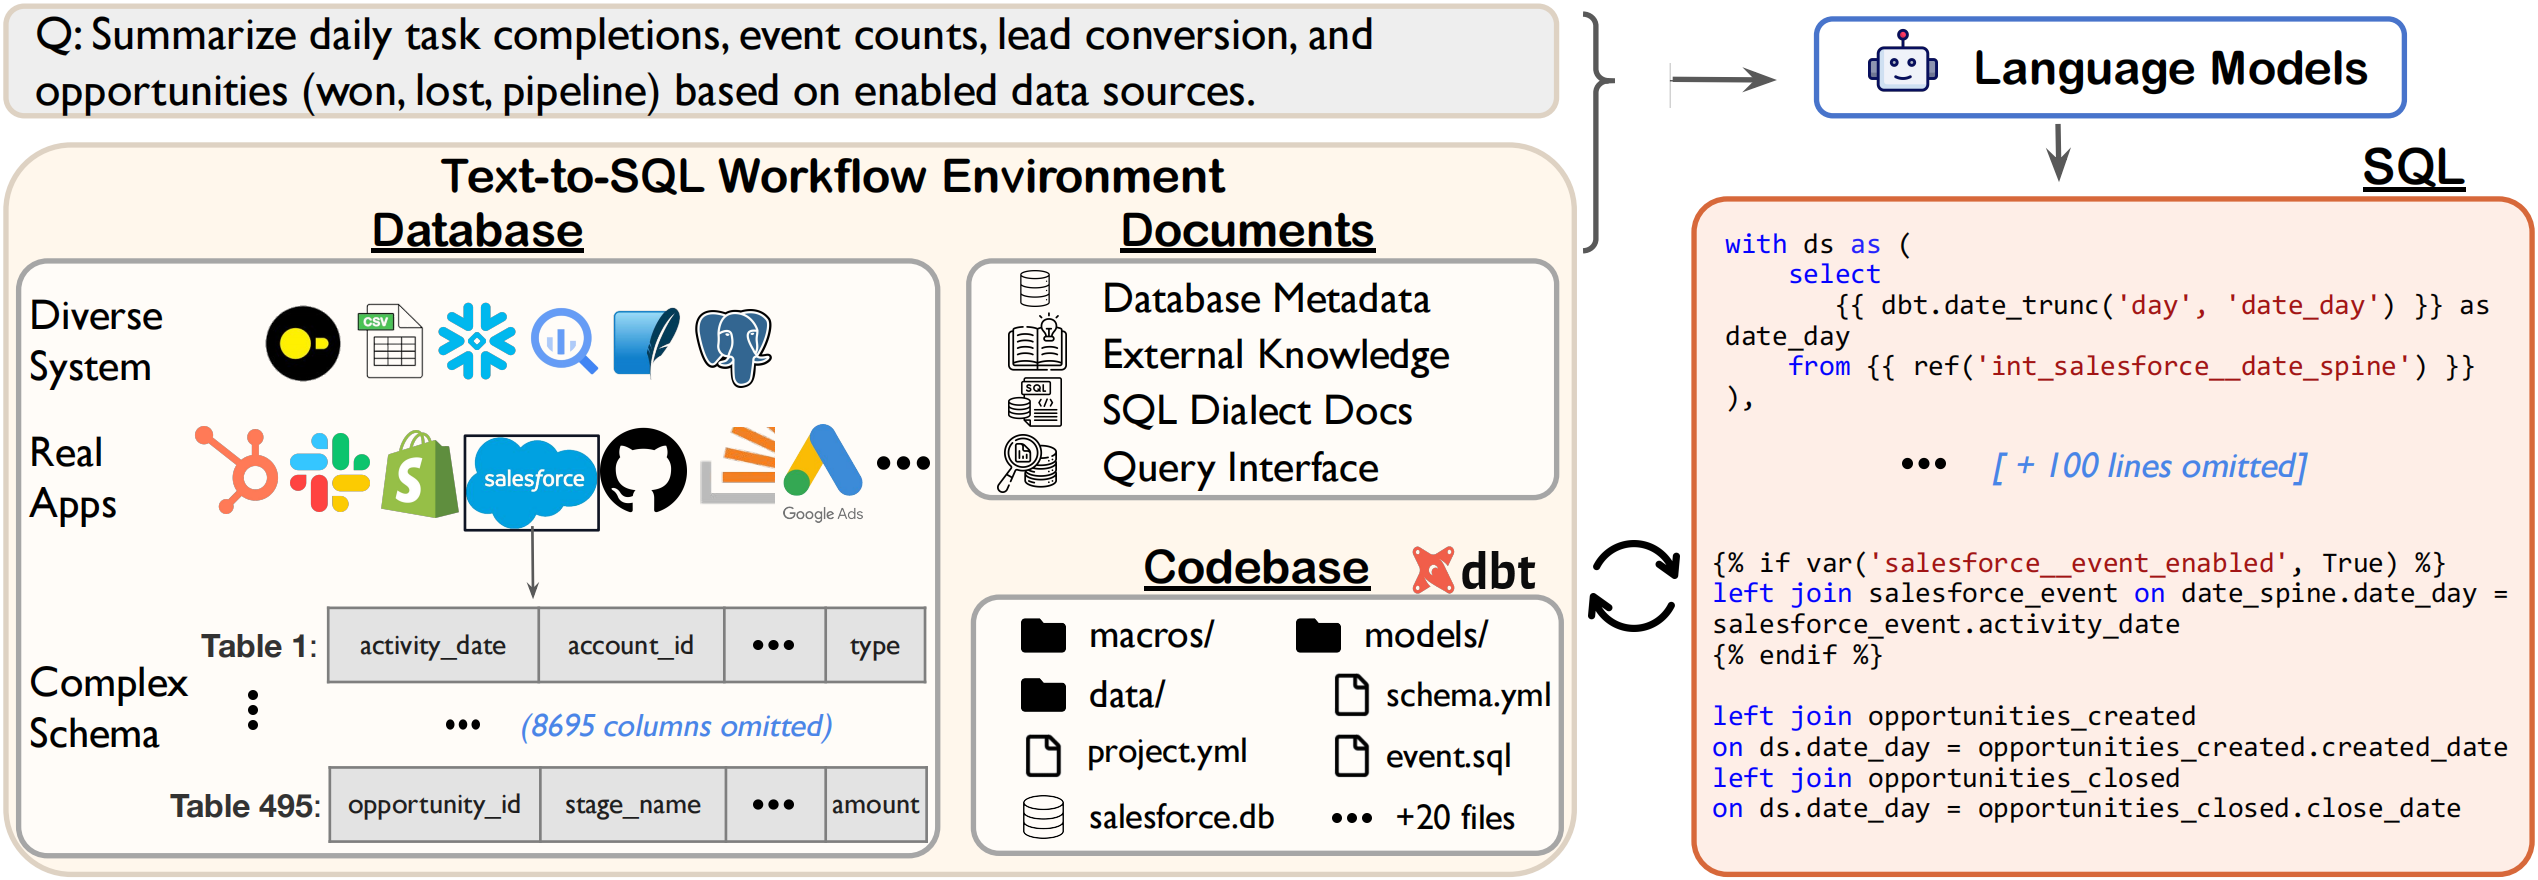 Q: Summarize daily task completions, event counts, lead conversion, and
opportunities (won, lost, pipeline) based on enabled data sources.
Language Models
Text-to-SQL Workflow Environment
Database
Diverse
System
CSV
Real
Apps
S
salesforce
Google Ads
Complex
Schema
Table 1:
activity_date account_id ••• type
••• (8695 columns omitted)
Table 495:
opportunity_id stage_name ••• amount
Documents
Database Metadata
External Knowledge
SQL
SQL Dialect Docs
Query Interface
Codebase
dbt
macros/
models/
data/
schema.yml
project.yml
event.sql
salesforce.db
••• +20 files
SQL
with ds as (
    select
        {{ dbt.date_trunc('day', 'date_day') }} as
date_day
    from {{ ref('int_salesforce__date_spine') }}
),
••• [ + 100 lines omitted]
{% if var('salesforce__event_enabled', True) %}
left join salesforce_event on date_spine.date_day =
salesforce_event.activity_date
{% endif %}
left join opportunities_created
on ds.date_day = opportunities_created.created_date
left join opportunities_closed
on ds.date_day = opportunities_closed.close_date